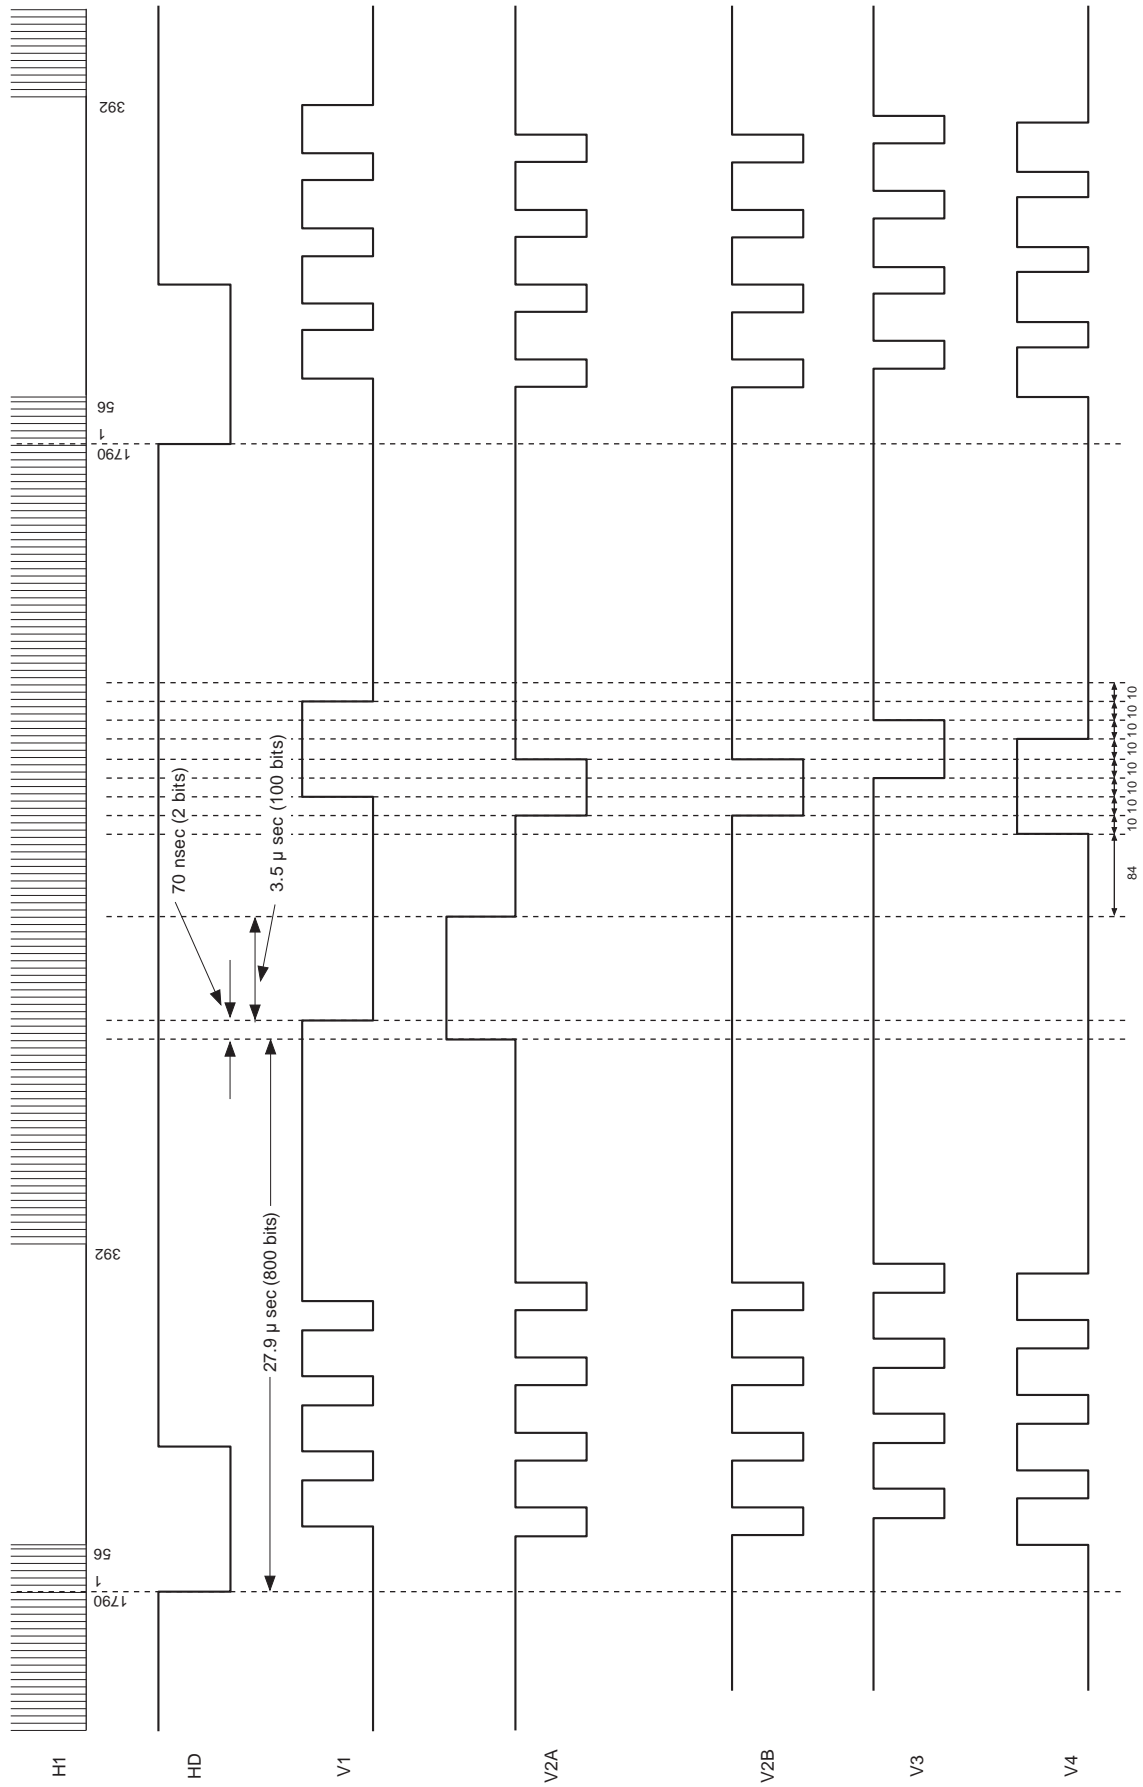 H1
HD
V1
V2A
V2B
V3
V4
1790
1
56
392
1790
1
56
392
27.9 μ sec (800 bits)
70 nsec (2 bits)
3.5 μ sec (100 bits)
84
10 10 10 10 10 10 10 10